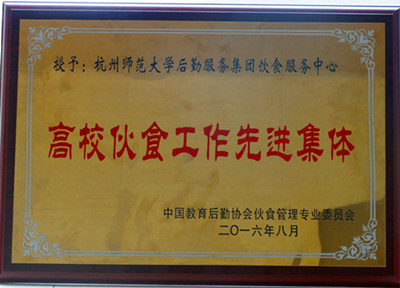 授予：杭州师范大学后勤服务集团饮食服务中心
高校伙食工作先进集体
中国教育后勤协会伙食管理专业委员会
二〇一六年八月